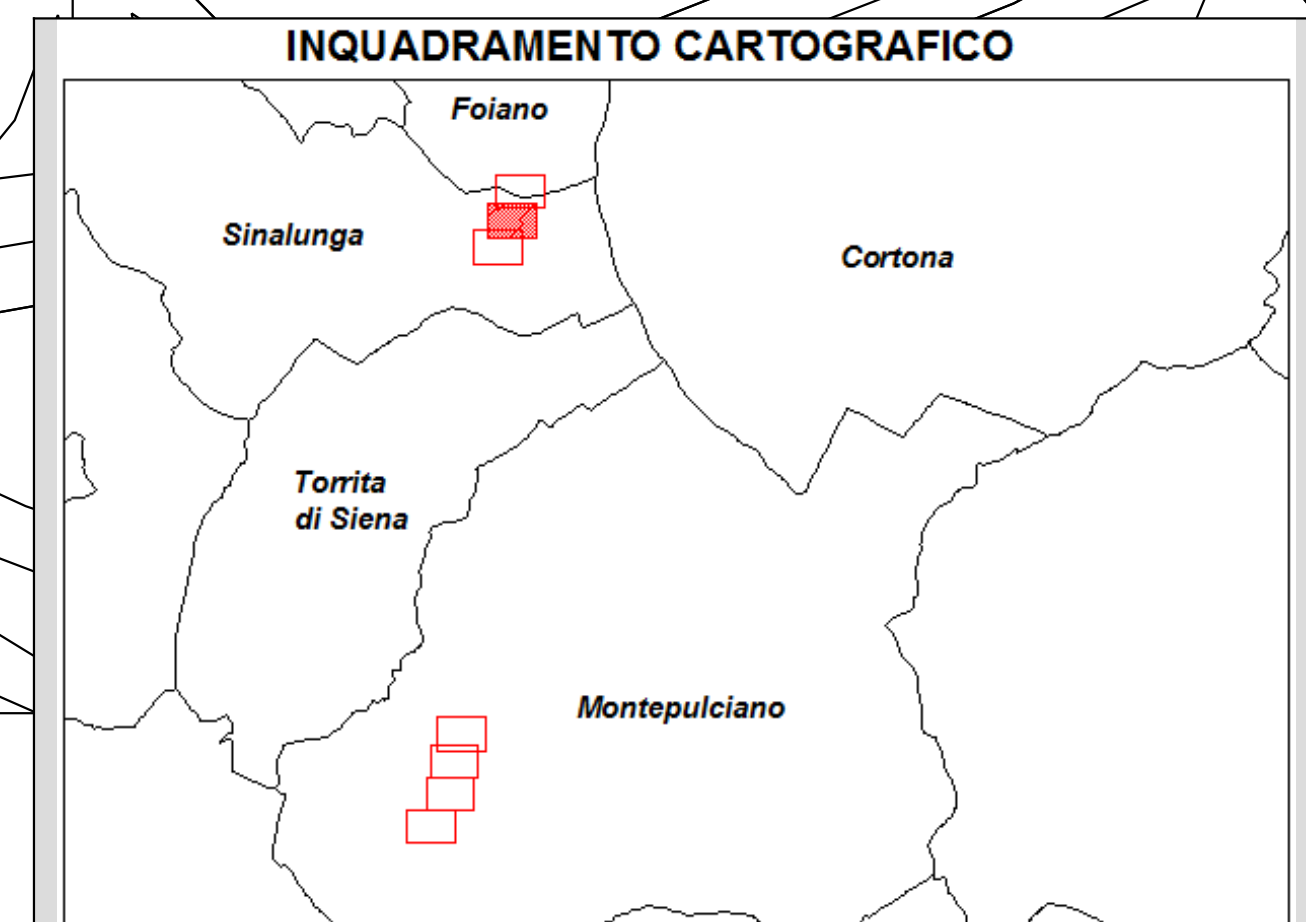 INQUADRAMENTO CARTOGRAFICO
Foiano
Sinalunga
Cortona
Torrita
di Siena
Montepulciano